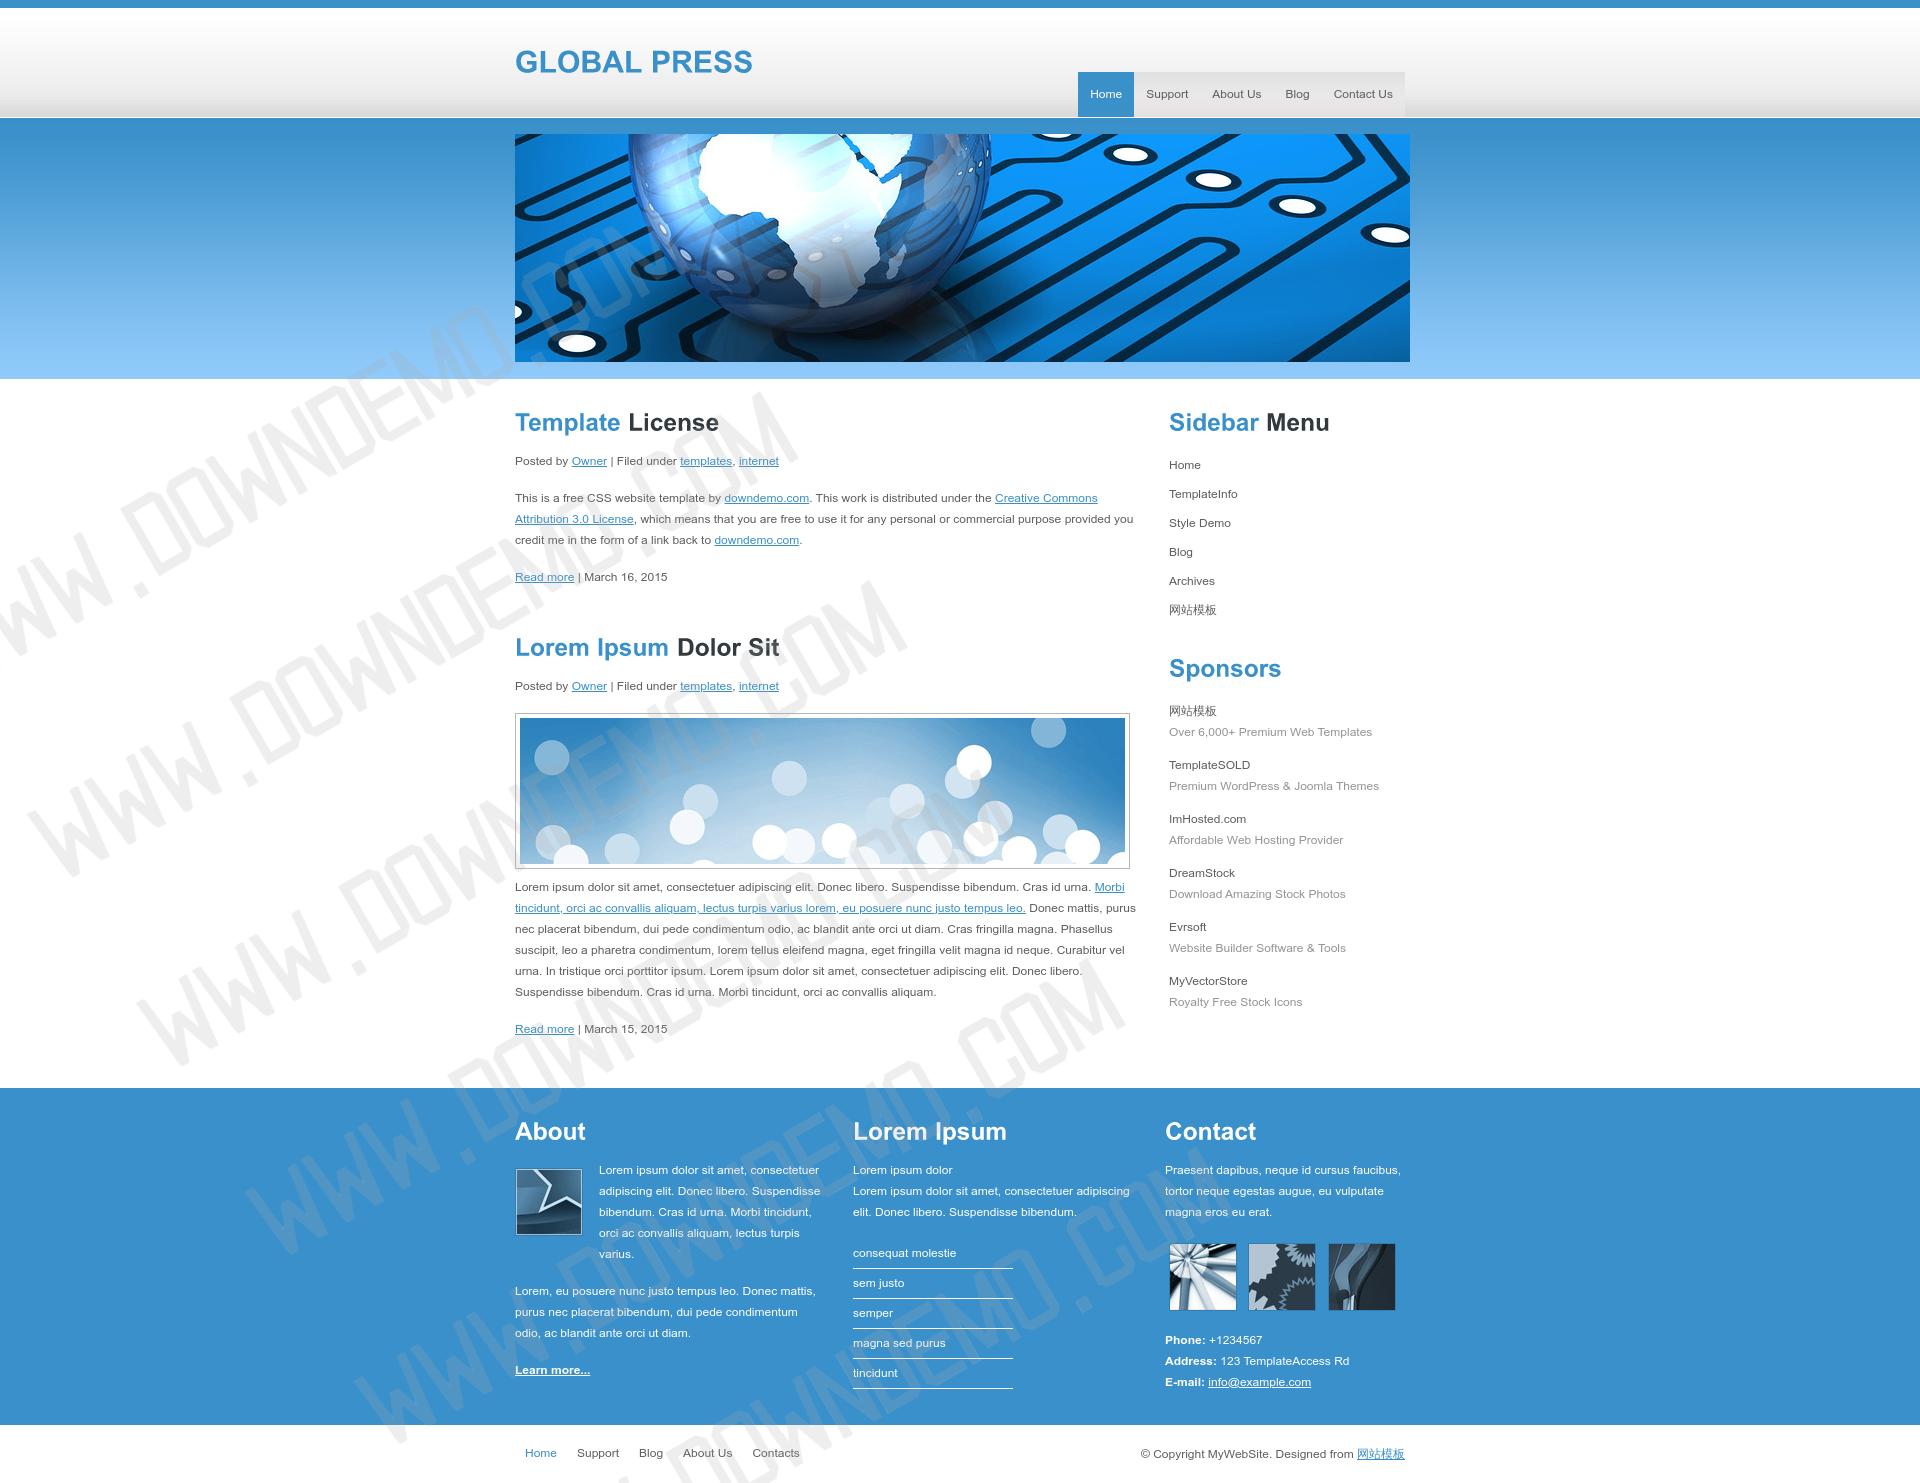 GLOBAL PRESS
Home Support About Us Blog Contact Us
Template License
Posted by Owner | Filed under templates, internet
This is a free CSS website template by downdemo.com. This work is distributed under the Creative Commons
Attribution 3.0 License, which means that you are free to use it for any personal or commercial purpose provided you
credit me in the form of a link back to downdemo.com.
Read more | March 16, 2015
Lorem Ipsum Dolor Sit
Posted by Owner | Filed under templates, internet
Lorem ipsum dolor sit amet, consectetuer adipiscing elit. Donec libero. Suspendisse bibendum. Cras id urna. Morbi
tincidunt, orci ac convallis aliquam, lectus turpis varius lorem, eu posuere nunc justo tempus leo. Donec mattis, purus
nec placerat bibendum, dui pede condimentum odio, ac blandit ante orci ut diam. Cras fringilla magna. Phasellus
suscipit, leo a pharetra condimentum, lorem tellus eleifend magna, eget fringilla velit magna id neque. Curabitur vel
urna. In tristique orci porttitor ipsum. Lorem ipsum dolor sit amet, consectetuer adipiscing elit. Donec libero.
Suspendisse bibendum. Cras id urna. Morbi tincidunt, orci ac convallis aliquam.
Read more | March 15, 2015
Sidebar Menu
Home
TemplateInfo
Style Demo
Blog
Archives
网站模板
Sponsors
网站模板
Over 6,000+ Premium Web Templates
TemplateSOLD
Premium WordPress & Joomla Themes
ImHosted.com
Affordable Web Hosting Provider
DreamStock
Download Amazing Stock Photos
Evrsoft
Website Builder Software & Tools
MyVectorStore
Royalty Free Stock Icons
About
Lorem ipsum dolor sit amet, consectetuer
adipiscing elit. Donec libero. Suspendisse
bibendum. Cras id urna. Morbi tincidunt,
orci ac convallis aliquam, lectus turpis
varius.
Lorem, eu posuere nunc justo tempus leo. Donec mattis,
purus nec placerat bibendum, dui pede condimentum
odio, ac blandit ante orci ut diam.
Learn more...
Lorem Ipsum
Lorem ipsum dolor
Lorem ipsum dolor sit amet, consectetuer adipiscing
elit. Donec libero. Suspendisse bibendum.
consequat molestie
sem justo
semper
magna sed purus
tincidunt
Contact
Praesent dapibus, neque id cursus faucibus,
tortor neque egestas augue, eu vulputate
magna eros eu erat.
Phone: +1234567
Address: 123 TemplateAccess Rd
E-mail: info@example.com
Home Support Blog About Us Contacts
© Copyright MyWebSite. Designed from 网站模板
WWW.DOWNDEMO.COM
WWW.DOWNDEMO.COM
WWW.DOWNDEMO.COM
WWW.DOWNDEMO.COM
WWW.DOWNDEMO.COM
DOWNDEMO.COM